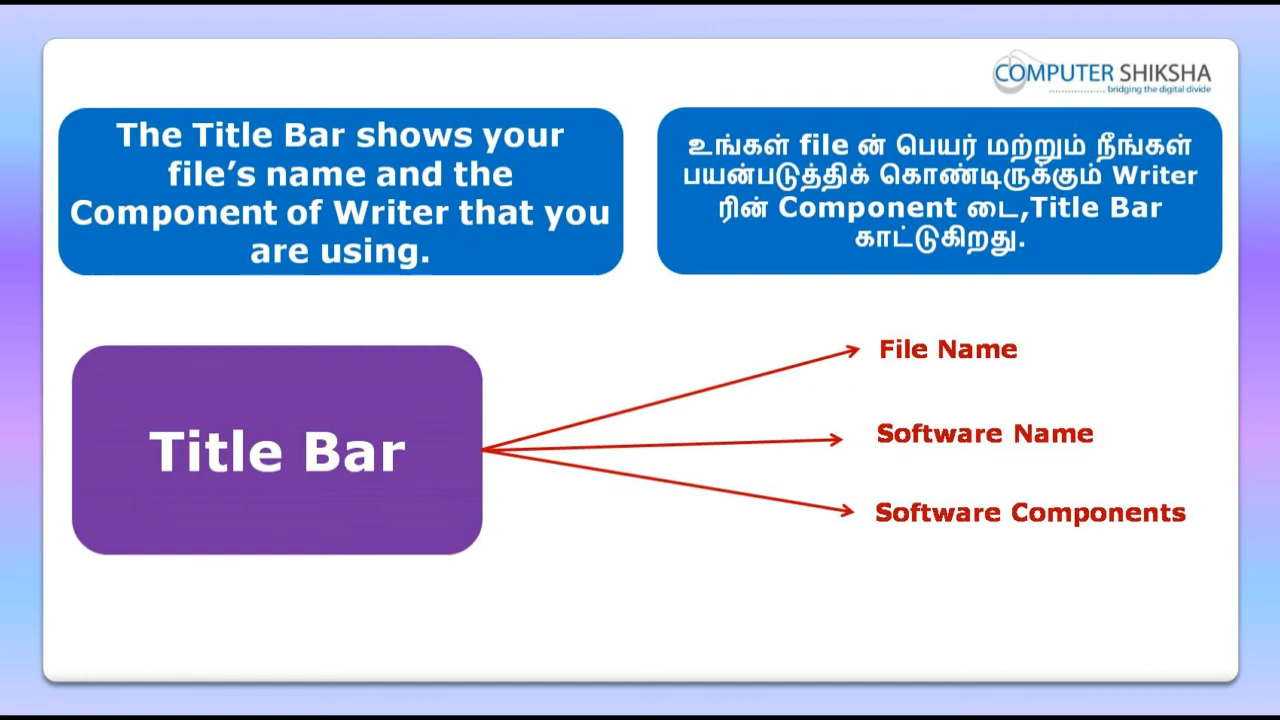 COMPUTER SHIKSHA
bridging the digital divide
The Title Bar shows your
file’s name and the
Component of Writer that you
are using.
உங்கள் file ன் பெயர் மற்றும் நீங்கள்
பயன்படுத்திக் கொண்டிருக்கும் Writer
ரின் Component டை,Title Bar
காட்டுகிறது.
Title Bar
File Name
Software Name
Software Components